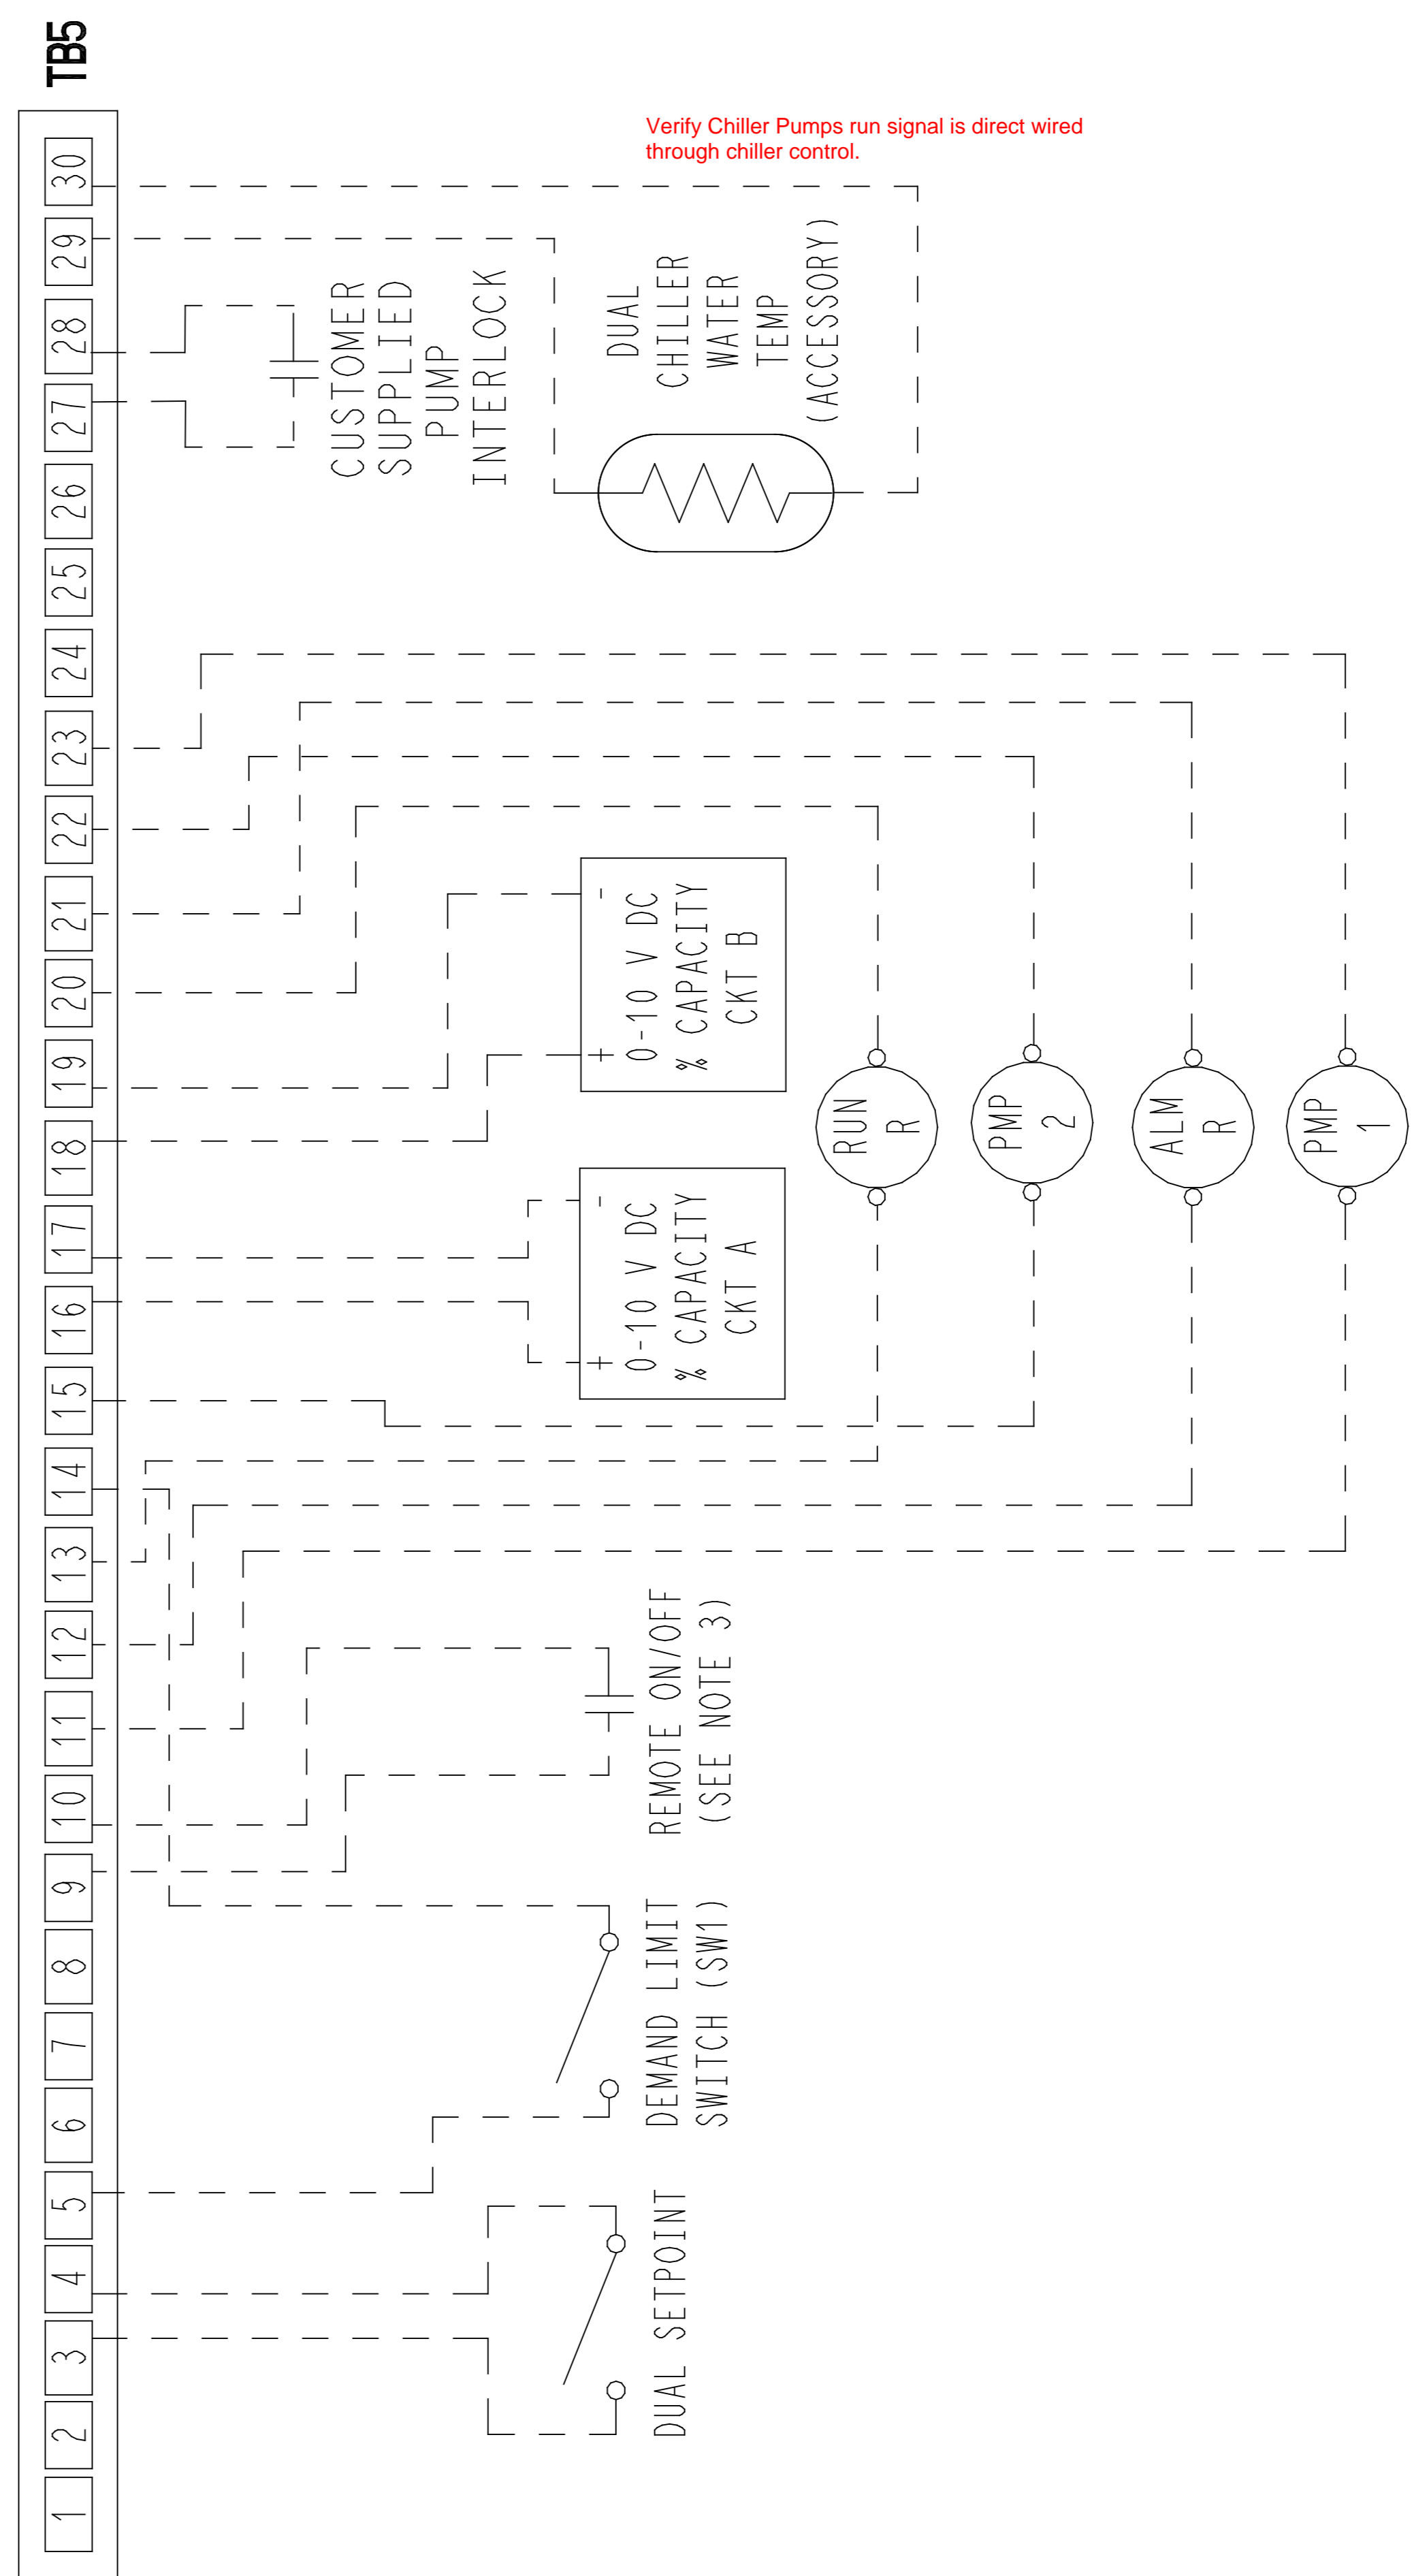 TB5
Verify Chiller Pumps run signal is direct wired
through chiller control.
30
29
28
27
26
25
24
23
22
21
20
19
18
17
16
15
14
13
12
11
10
9
8
7
6
5
4
3
2
1
CUSTOMER
SUPPLIED
PUMP
INTERLOCK
DUAL
CHILLER
WATER
TEMP
(ACCESSORY)
+ -
0-10 V DC
% CAPACITY
CKT B
+ -
0-10 V DC
% CAPACITY
CKT A
RUN
R
PMP
2
ALM
R
PMP
1
REMOTE ON/OFF
(SEE NOTE 3)
DEMAND LIMIT
SWITCH (SW1)
DUAL SETPOINT